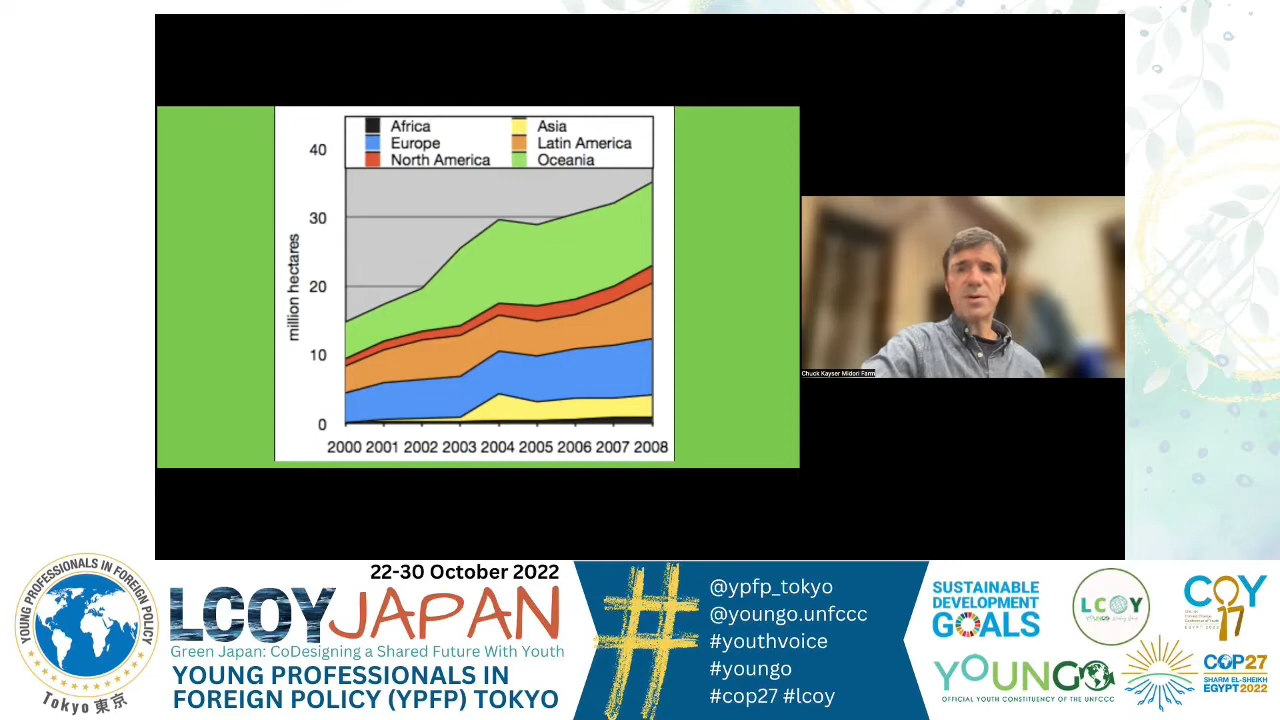 Africa
Europe
North America
Asia
Latin America
Oceania
40
30
20
10
0
million hectares
2000 2001 2002 2003 2004 2005 2006 2007 2008
Chuck Kayser Midori Farm
YOUNG PROFESSIONALS IN FOREIGN POLICY
Tokyo 東京
22-30 October 2022
LCOY JAPAN
Green Japan: CoDesigning a Shared Future With Youth
YOUNG PROFESSIONALS IN
FOREIGN POLICY (YPFP) TOKYO
#
@ypfp_tokyo
@youngo.unfccc
#youthvoice
#youngo
#cop27 #lcoy
SUSTAINABLE
DEVELOPMENT
GOALS
LCOY
COY
17
YOUNGO
OFFICIAL YOUTH CONSTITUENCY OF THE UNFCCC
COP27
SHARM EL-SHEIKH
EGYPT2022